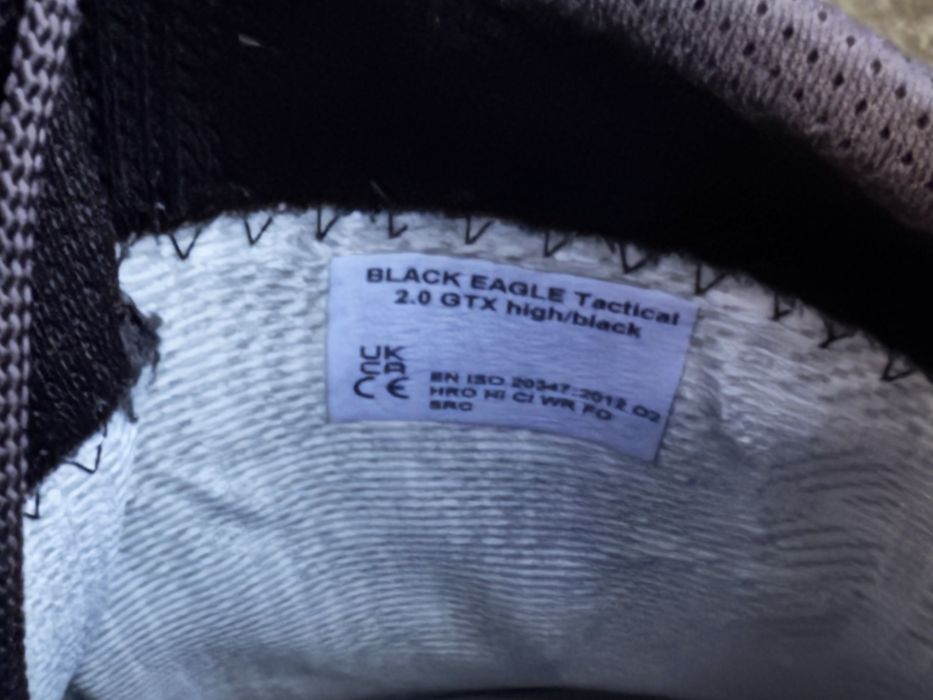 BLACK EAGLE Tactical
2.0 GTX high/black
UK
CA
CE
EN ISO 20347:2012 O2
HRO HI CI WR FO
SRC